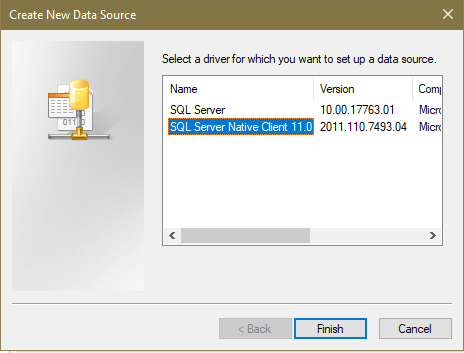 Create New Data Source
Select a driver for which you want to set up a data source.
Name Version Comp
SQL Server 10.00.17763.01 Micro
SQL Server Native Client 11.0 2011.110.7493.04 Micro
< Back Finish Cancel